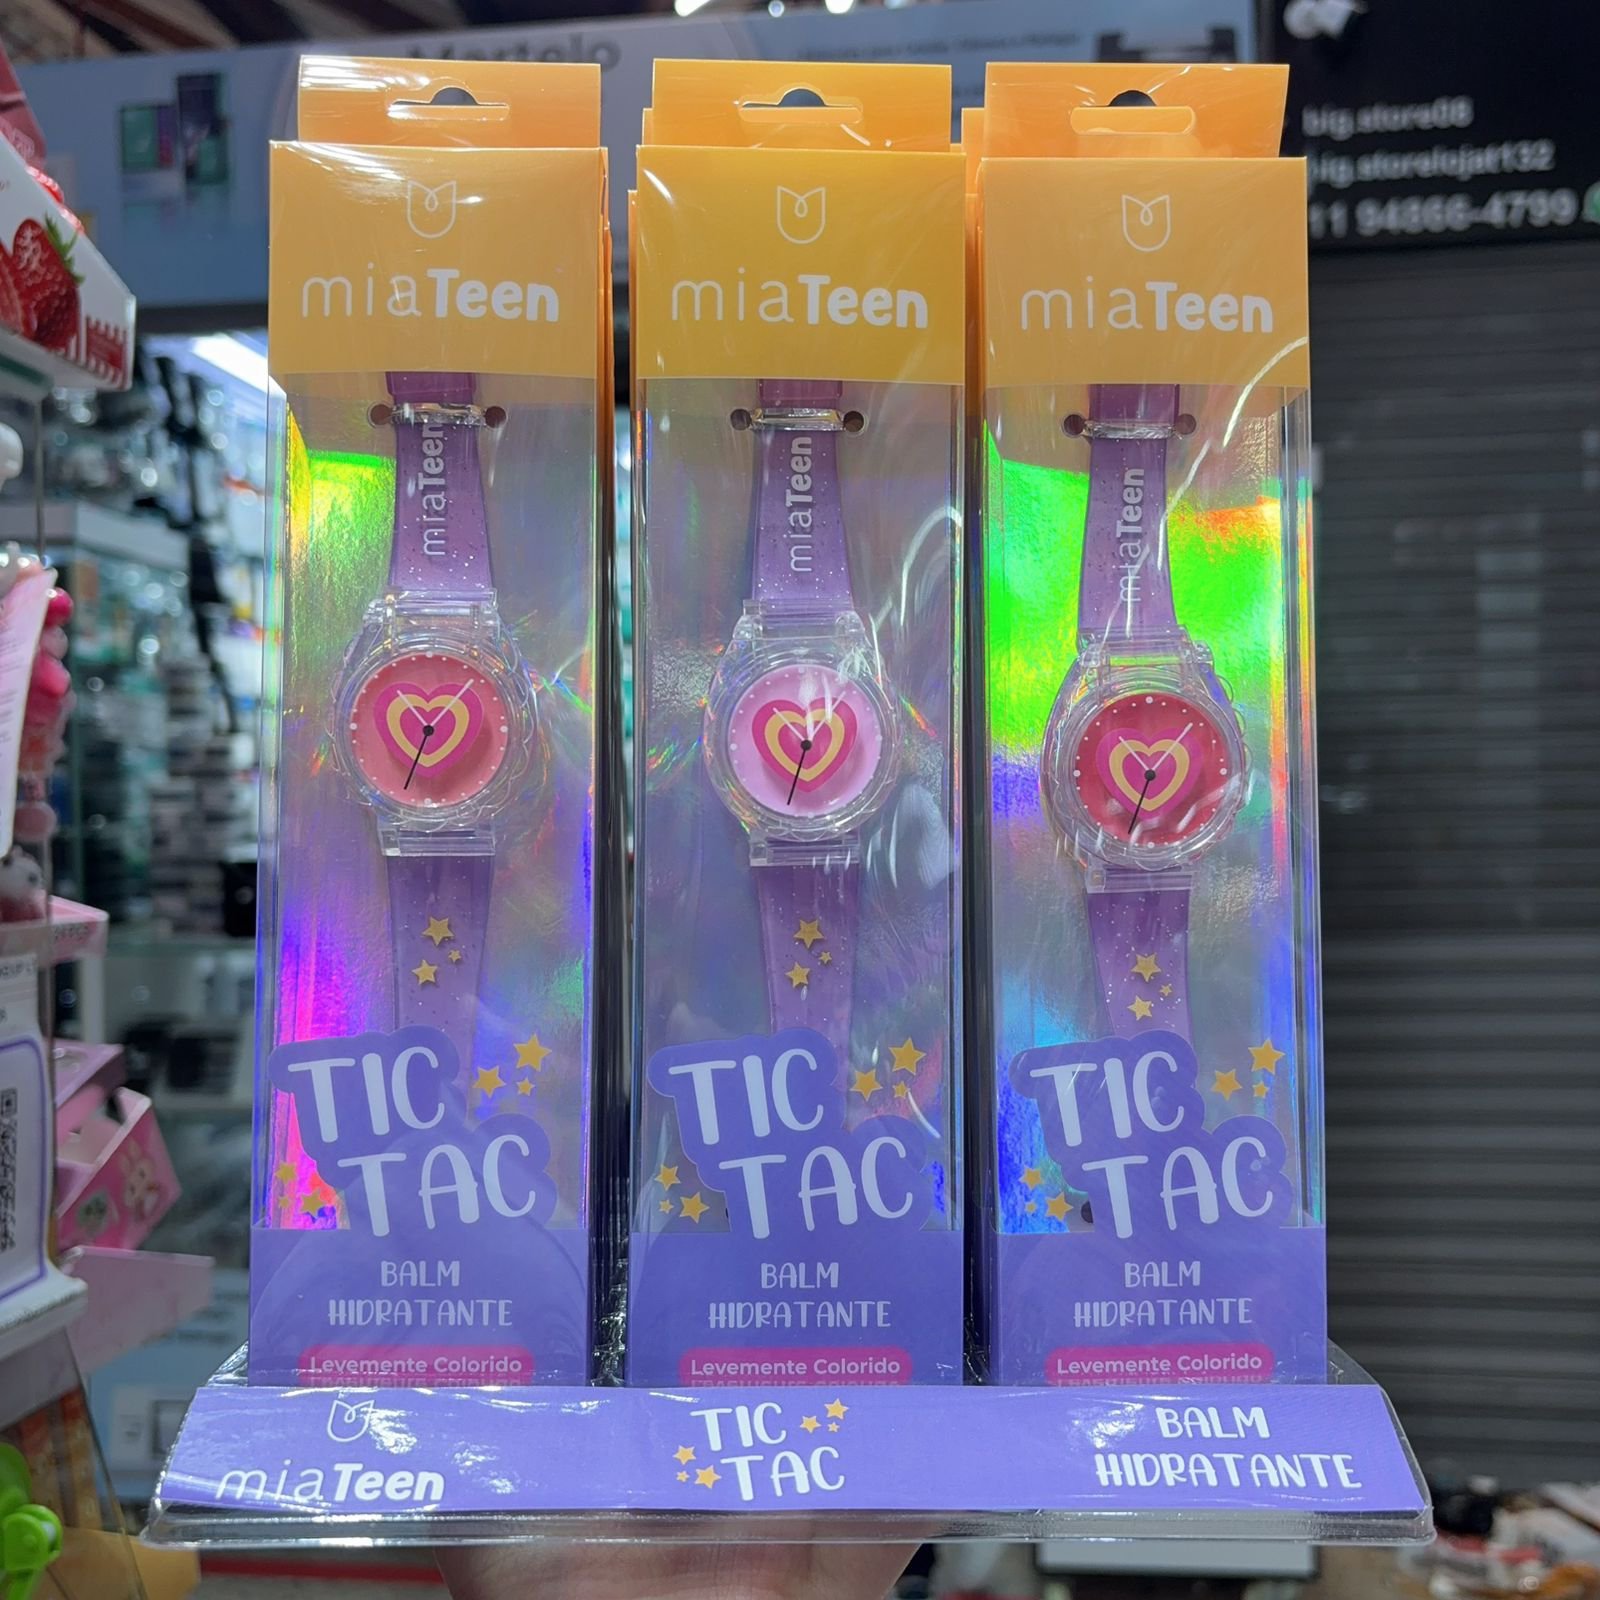 big.store08
big.storelojat132
11 94866-4799
miaTeen
miaTeen
miaTeen
miaTeen
miaTeen
miaTeen
TIC
TAC
BALM
HIDRATANTE
Levemente Colorido
TIC
TAC
BALM
HIDRATANTE
Levemente Colorido
TIC
TAC
BALM
HIDRATANTE
Levemente Colorido
miaTeen
TIC
TAC
BALM
HIDRATANTE